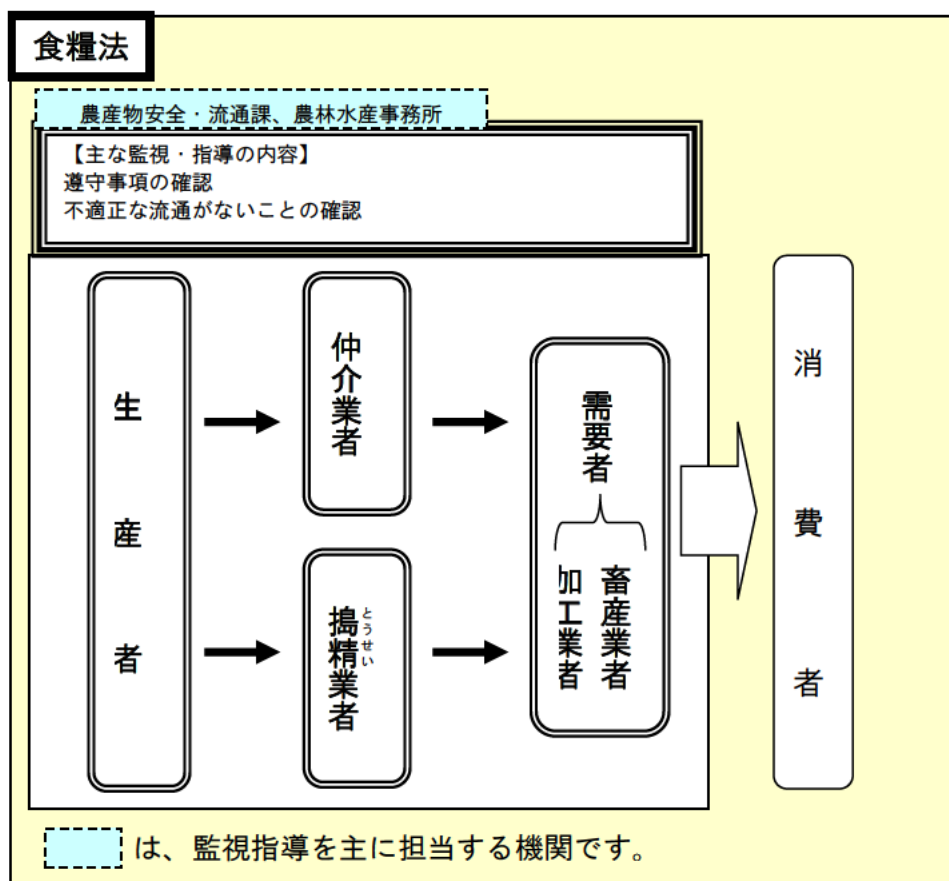 食糧法
農産物安全・流通課、農林水産事務所
【主な監視・指導の内容】
遵守事項の確認
不適正な流通がないことの確認
生産者
仲介業者
搗精業者
とうせい
需要者
畜産業者
加工業者
消費者
は、監視指導を主に担当する機関です。